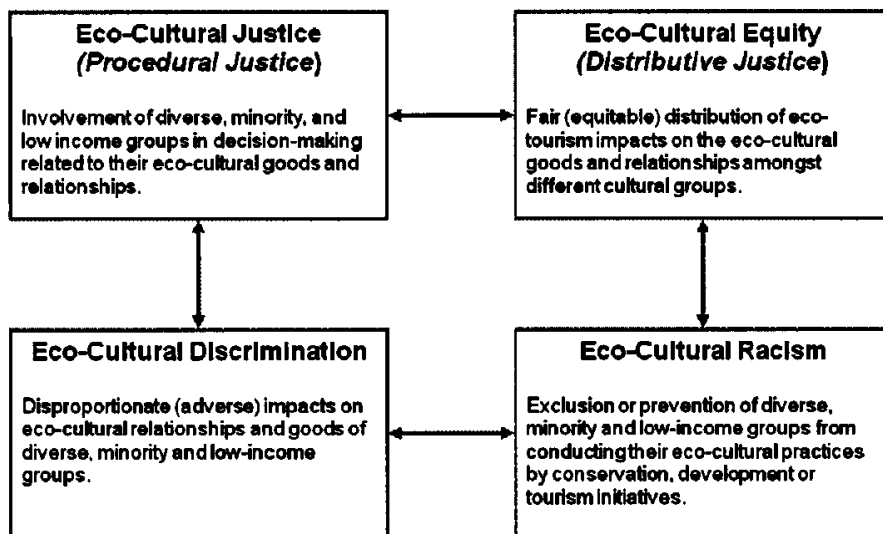 Eco-Cultural Justice
(Procedural Justice)
Involvement of diverse, minority, and
low income groups in decision-making
related to their eco-cultural goods and
relationships.
Eco-Cultural Equity
(Distributive Justice)
Fair (equitable) distribution of eco-
tourism impacts on the eco-cultural
goods and relationships amongst
different cultural groups.
Eco-Cultural Discrimination
Disproportionate (adverse) impacts on
eco-cultural relationships and goods of
diverse, minority and low-income
groups.
Eco-Cultural Racism
Exclusion or prevention of diverse,
minority and low-income groups from
conducting their eco-cultural practices
by conservation, development or
tourism initiatives.